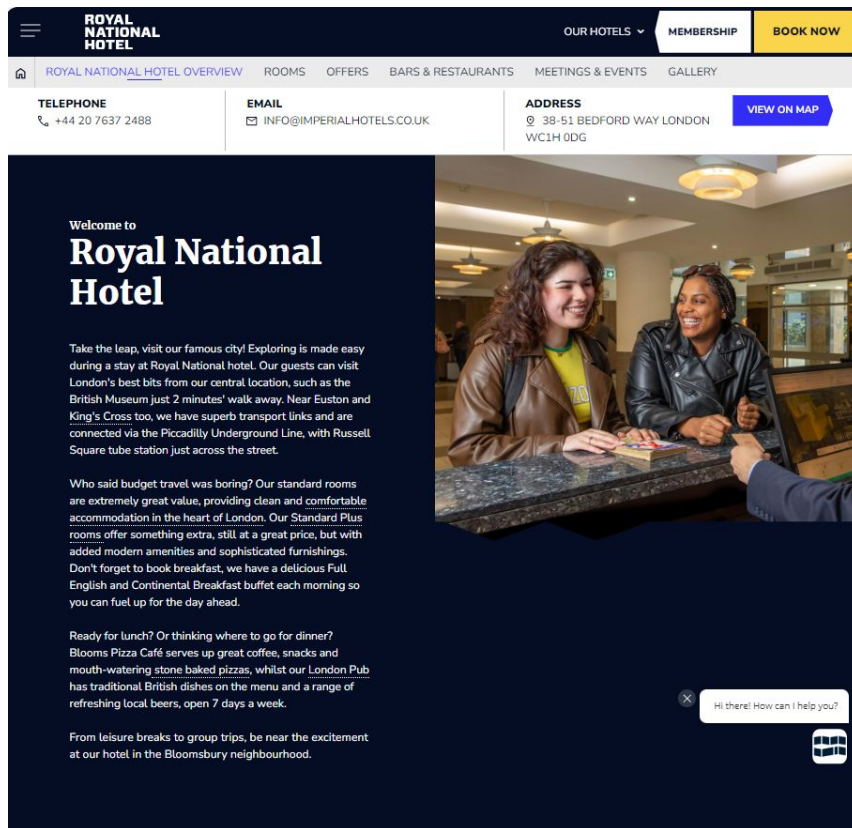 ROYAL
NATIONAL
HOTEL
OUR HOTELS
MEMBERSHIP
BOOK NOW
ROYAL NATIONAL HOTEL OVERVIEW
ROOMS
OFFERS
BARS & RESTAURANTS
MEETINGS & EVENTS
GALLERY
TELEPHONE
+44 20 7637 2488
EMAIL
INFO@IMPERIALHOTELS.CO.UK
ADDRESS
38-51 BEDFORD WAY LONDON
WC1H 0DG
VIEW ON MAP
Welcome to
Royal National
Hotel
Take the leap, visit our famous city! Exploring is made easy
during a stay at Royal National hotel. Our guests can visit
London's best bits from our central location, such as the
British Museum just 2 minutes' walk away. Near Euston and
King's Cross too, we have superb transport links and are
connected via the Piccadilly Underground Line, with Russell
Square tube station just across the street.
Who said budget travel was boring? Our standard rooms
are extremely great value, providing clean and comfortable
accommodation in the heart of London. Our Standard Plus
rooms offer something extra, still at a great price, but with
added modern amenities and sophisticated furnishings.
Don't forget to book breakfast, we have a delicious Full
English and Continental Breakfast buffet each morning so
you can fuel up for the day ahead.
Ready for lunch? Or thinking where to go for dinner?
Blooms Pizza Café serves up great coffee, snacks and
mouth-watering stone baked pizzas, whilst our London Pub
has traditional British dishes on the menu and a range of
refreshing local beers, open 7 days a week.
From leisure breaks to group trips, be near the excitement
at our hotel in the Bloomsbury neighbourhood.
Hi there! How can I help you?